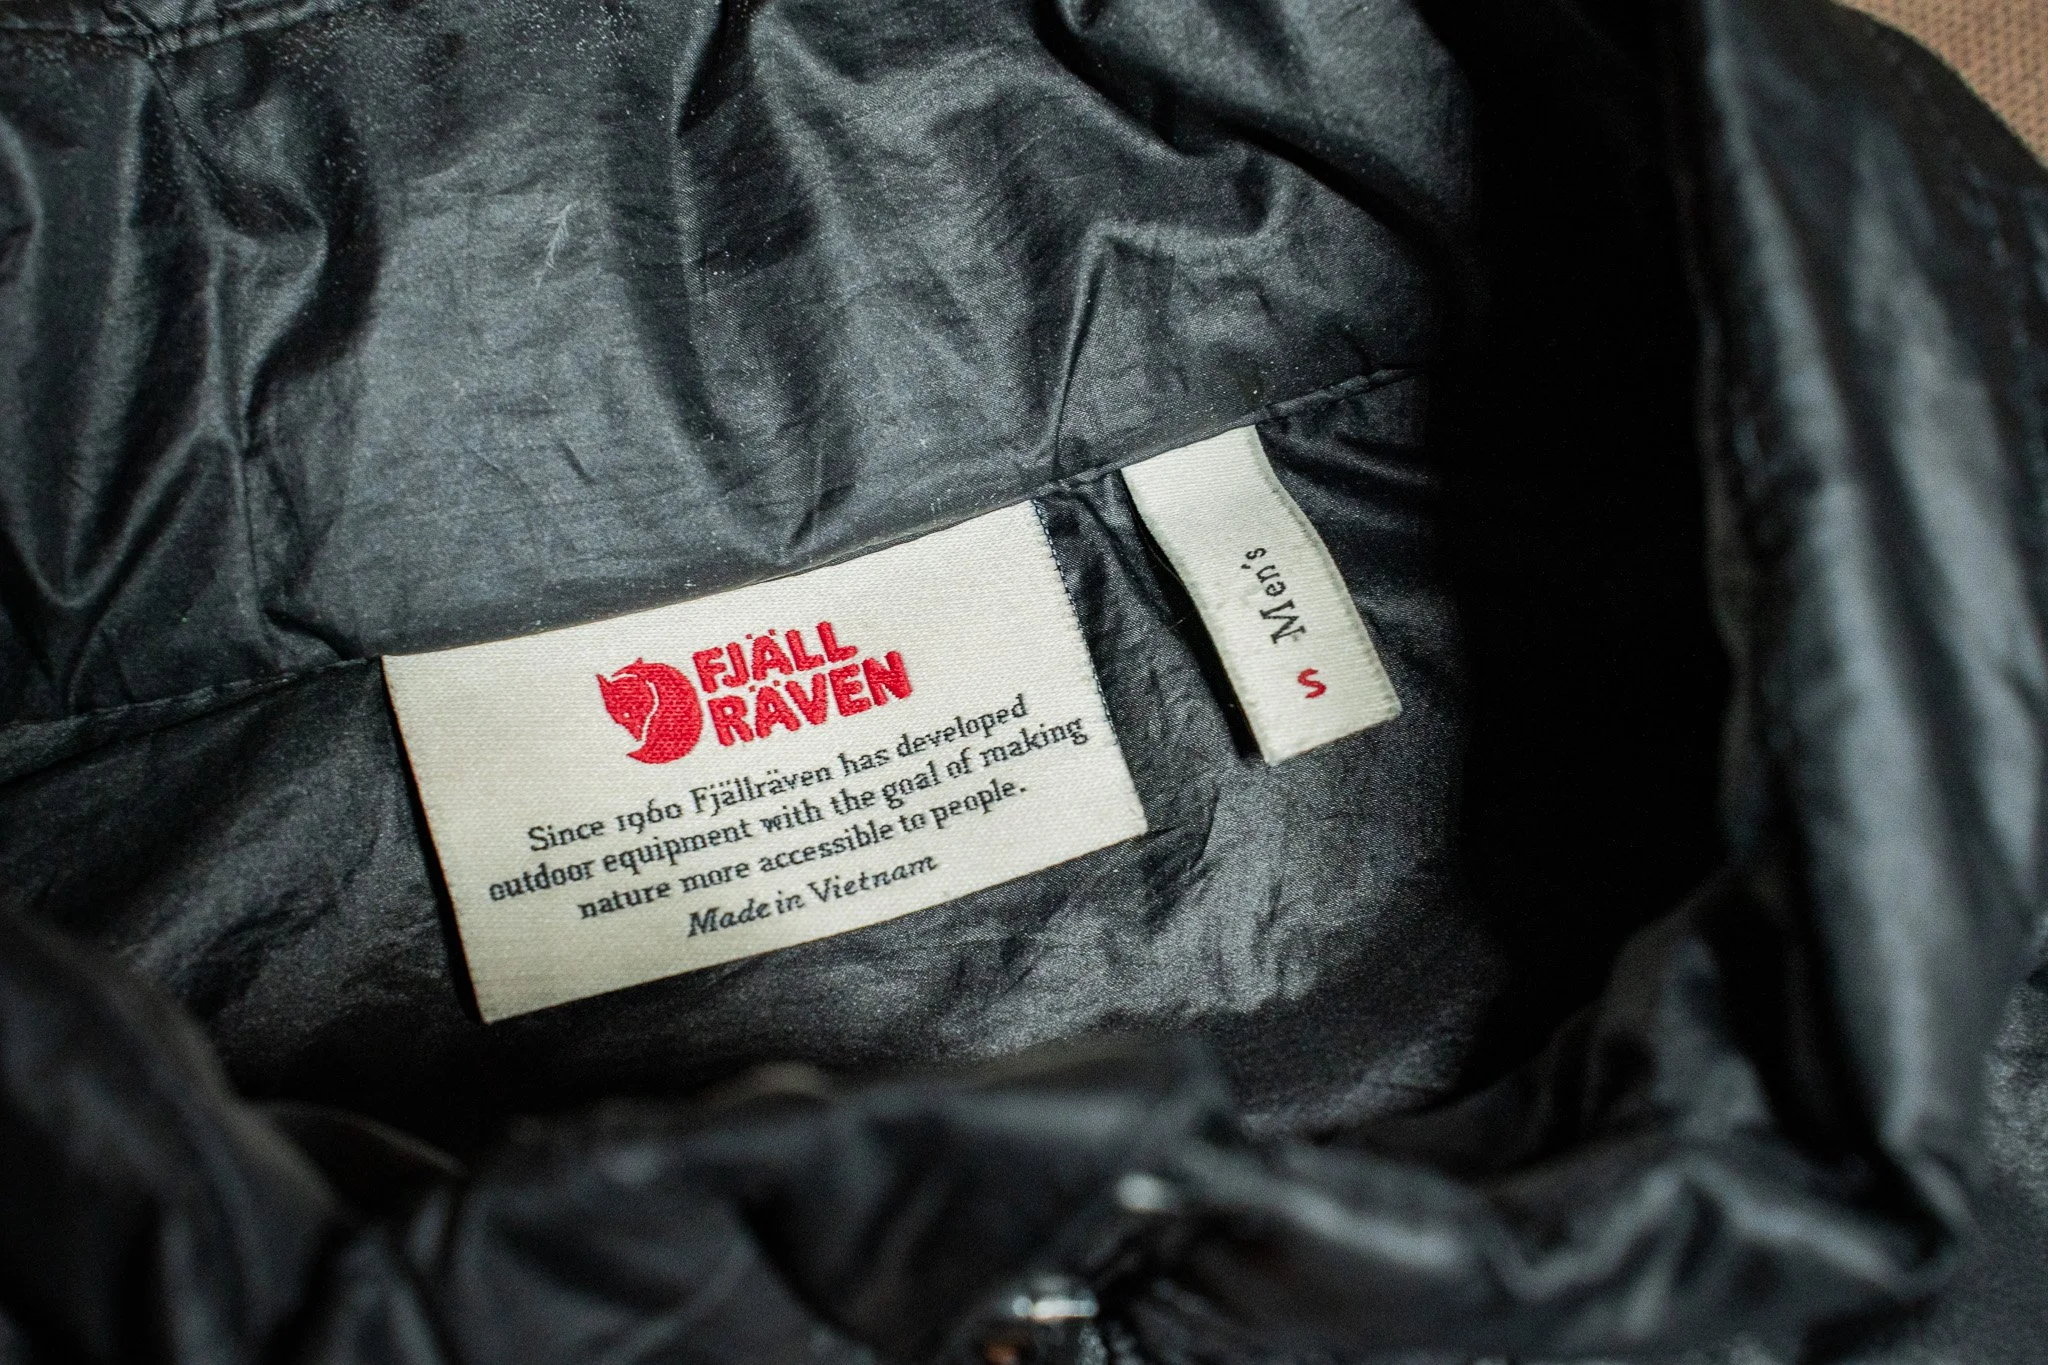 FJÄLL
RÄVEN
Since 1960 Fjällräven has developed
outdoor equipment with the goal of making
nature more accessible to people.
Made in Vietnam
Men's S